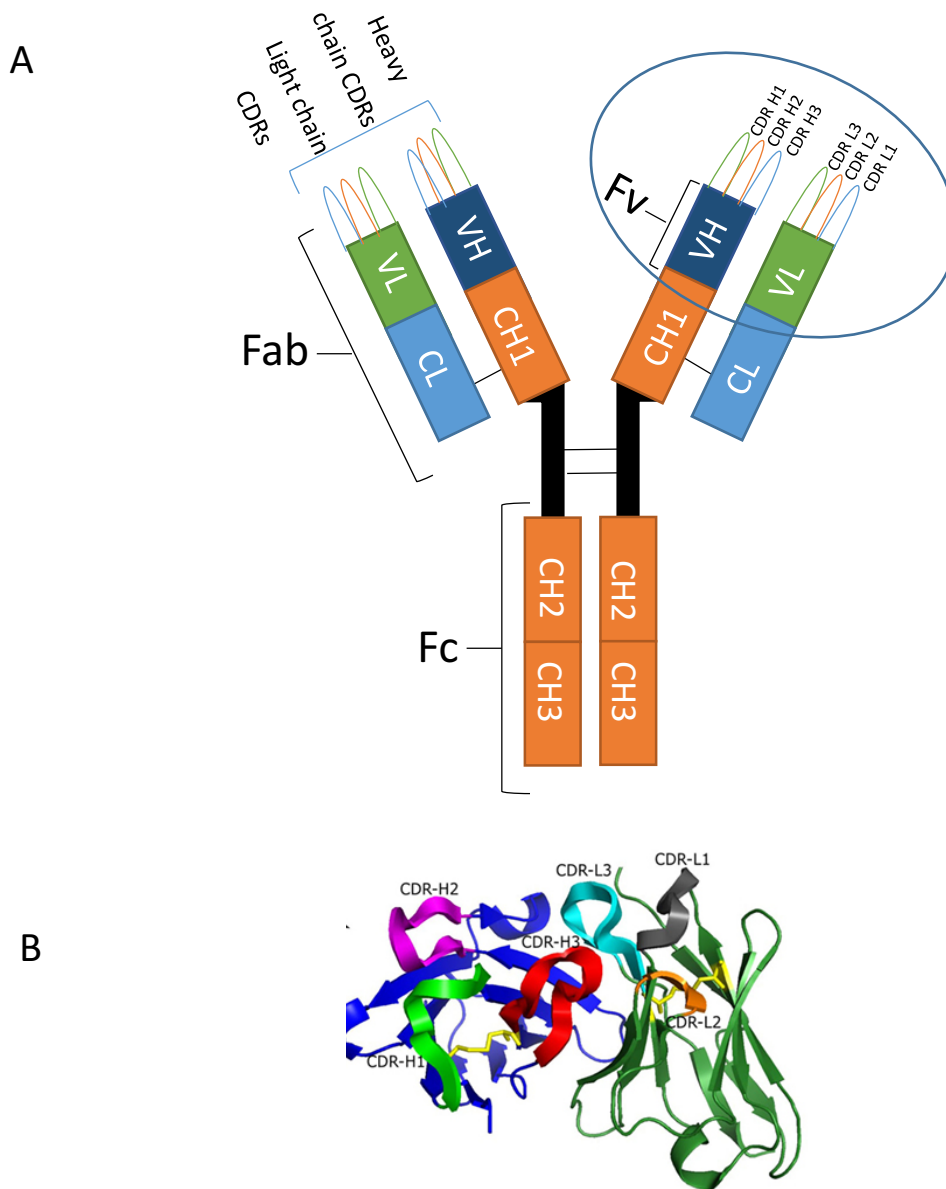 A
Heavy
chain CDRs
Light chain
CDRs
CDR H1
CDR H2
CDR H3
CDR L3
CDR L2
CDR L1
Fv
VL
VH
VH
VL
Fab
CL
CH1
CH1
CL
Fc
CH2
CH2
CH3
CH3
B
CDR-H2
CDR-L3
CDR-L1
CDR-H3
CDR-L2
CDR-H1